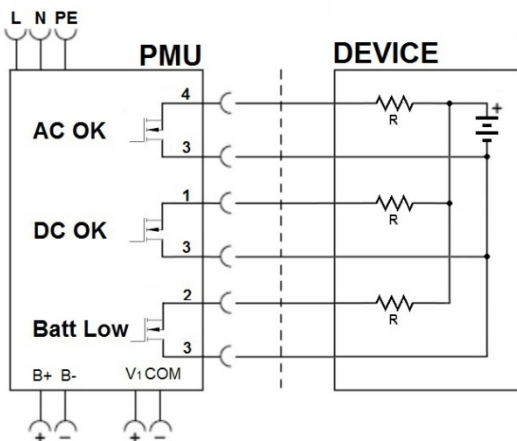 L N PE
PMU
DEVICE
4
AC OK
R
+
3
1
DC OK
R
3
2
Batt Low
R
3
B+ B- V1 COM
+ − + −